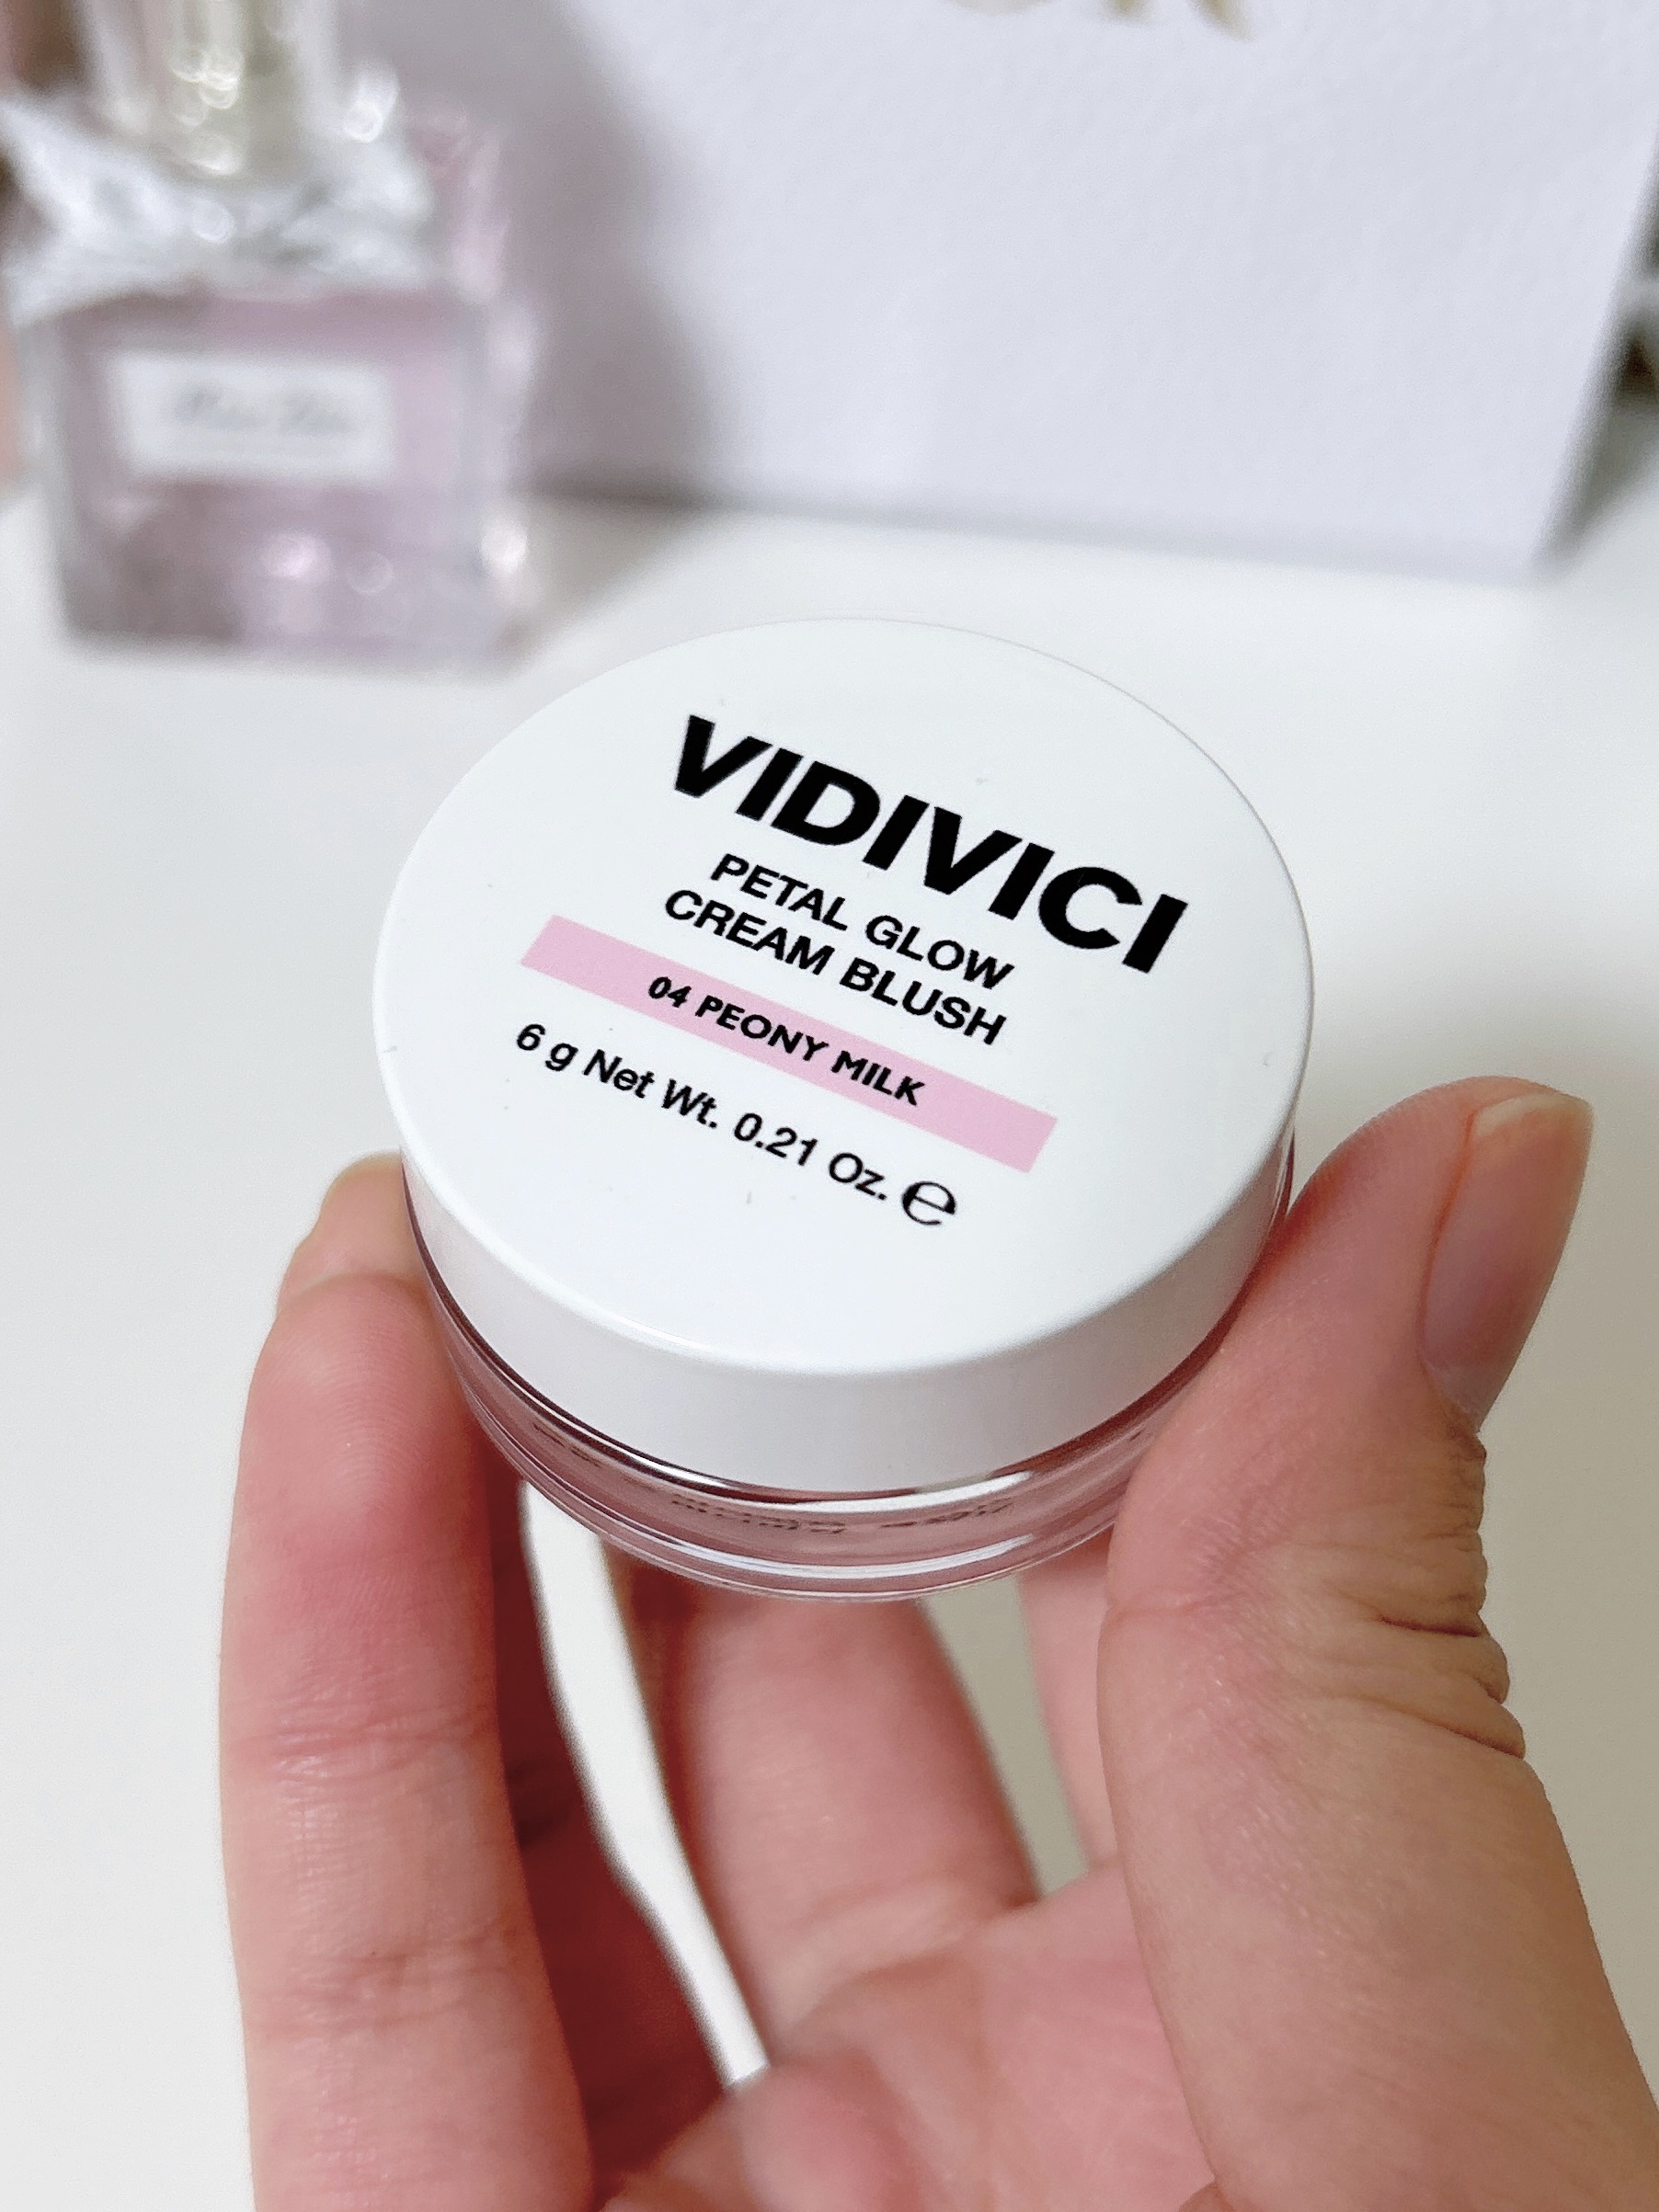 VIDIVICI
PETAL GLOW
CREAM BLUSH
04 PEONY MILK
6 g Net Wt. 0.21 Oz. ℮